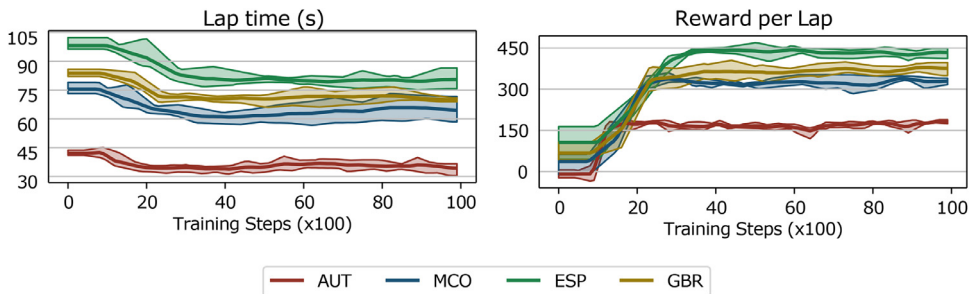 Lap time (s)
105
90
75
60
45
30
0 20 40 60 80 100
Training Steps (x100)
Reward per Lap
450
300
150
0
0 20 40 60 80 100
Training Steps (x100)
AUT MCO ESP GBR